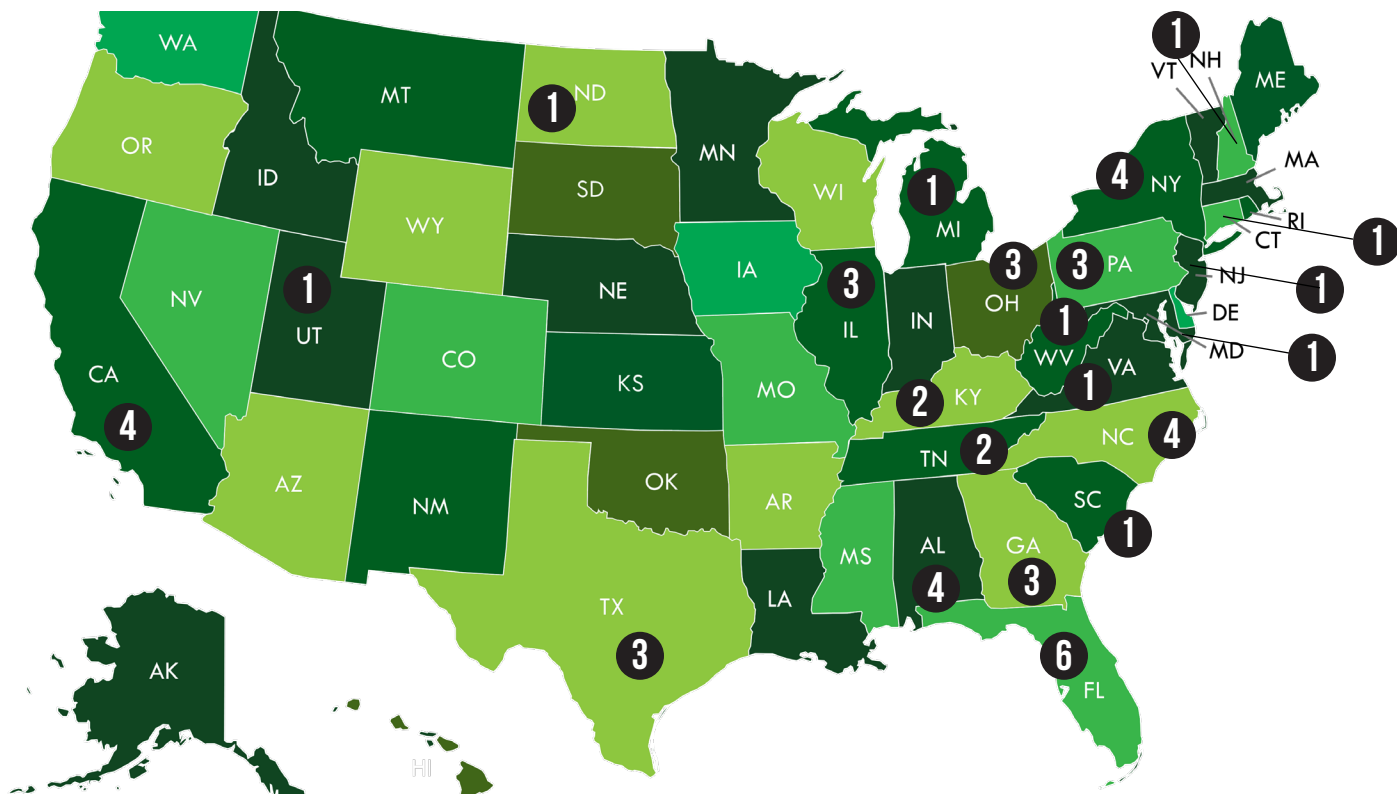 1
WA
NH
VT
ME
MT
1
ND
OR
MN
MA
ID
4
NY
SD
WI
1
WY
MI
RI
CT
1
3
3
PA
IA
3
NJ
NV
1
NE
1
OH
DE
UT
IL
IN
1
MD
CO
WV
1
CA
KS
VA
1
MO
KY
2
4
NC
4
TN
2
AZ
OK
SC
NM
AR
1
AL
GA
MS
3
4
LA
TX
3
6
AK
FL
HI